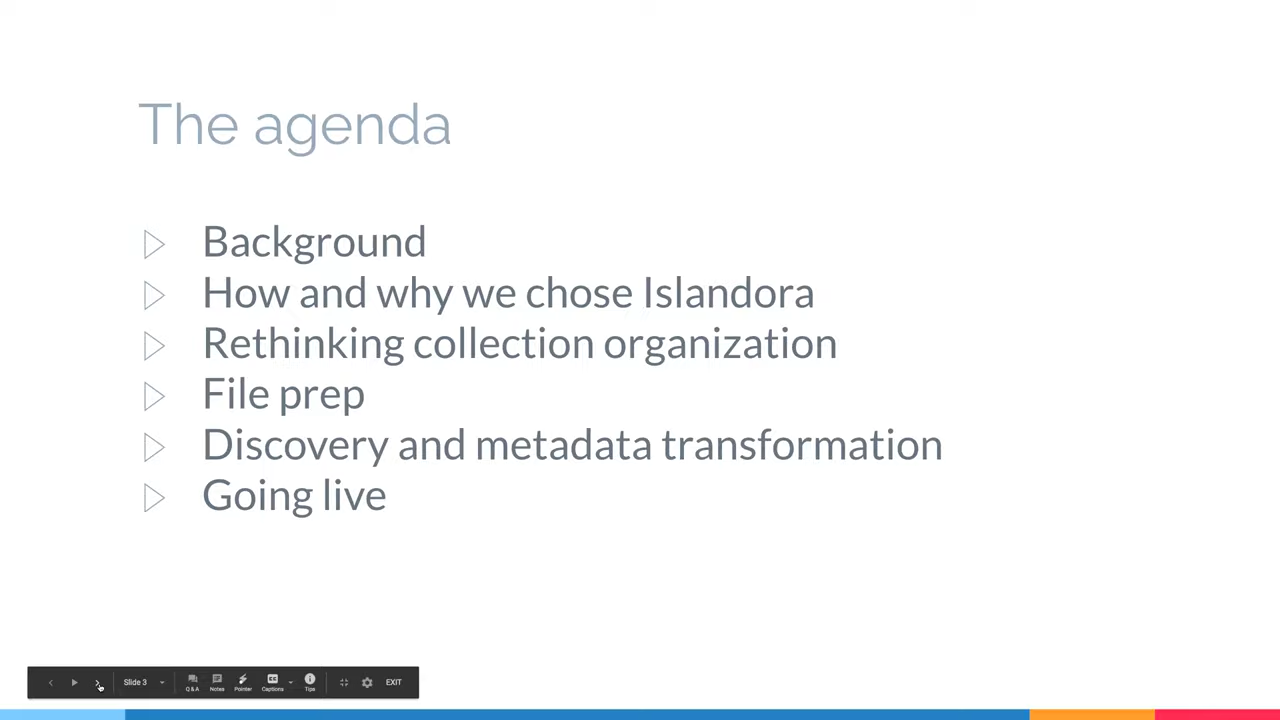 The agenda
Background
How and why we chose Islandora
Rethinking collection organization
File prep
Discovery and metadata transformation
Going live
Slide 3
Q & A
Notes
Pointer
Captions
Tips
EXIT